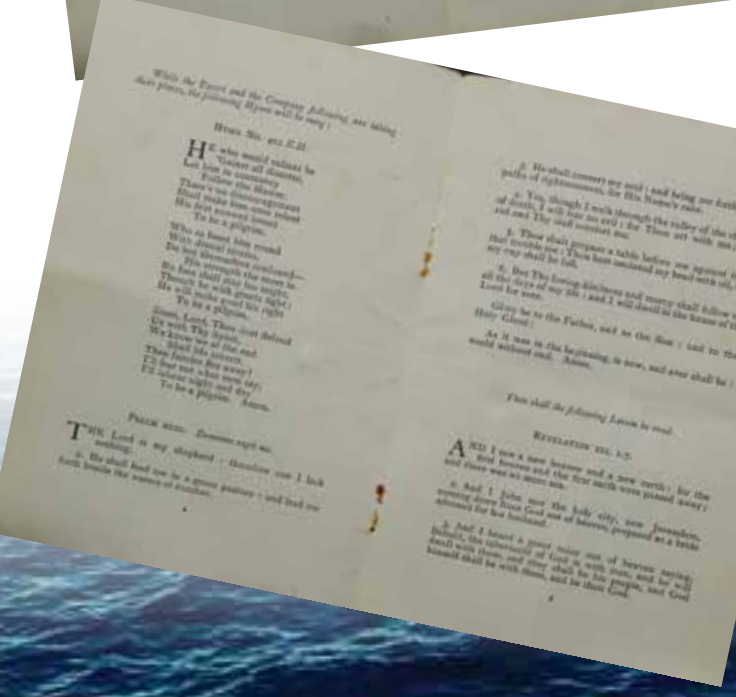 While the Escort and the Company following are taking
their places, the following Hymn will be sung :
HYMN No. 402 E.H.
HE who would valiant be
'Gainst all disaster,
Let him in constancy
Follow the Master.
There's no discouragement
Shall make him once relent
His first avowed intent
To be a pilgrim.
Who so beset him round
With dismal stories,
Do but themselves confound—
His strength the more is.
No foes shall stay his might,
Though he with giants fight;
He will make good his right
To be a pilgrim.
Since, Lord, Thou dost defend
Us with Thy Spirit,
We know we at the end
Shall life inherit.
Then fancies flee away!
I'll fear not what men say,
I'll labour night and day
To be a pilgrim. Amen.
PSALM XXIII. Dominus regit me.
THE Lord is my shepherd : therefore can I lack
nothing.
2. He shall feed me in a green pasture : and lead me
forth beside the waters of comfort.
3. He shall convert my soul : and bring me forth
paths of righteousness, for His Name's sake.
4. Yea, though I walk through the valley of the
of death, I will fear no evil : for Thou art with me
rod and Thy staff comfort me.
5. Thou shalt prepare a table before me against
that trouble me : Thou hast anointed my head with oil,
my cup shall be full.
6. But Thy loving-kindness and mercy shall follow
all the days of my life : and I will dwell in the house of the
Lord for ever.
Glory be to the Father, and to the Son : and to the
Holy Ghost;
As it was in the beginning, is now, and ever shall be :
world without end. Amen.
Then shall the following Lesson be read.
REVELATION XXI. 1-7.
AND I saw a new heaven and a new earth: for the
first heaven and the first earth were passed away;
and there was no more sea.
2. And I John saw the holy city, new Jerusalem,
coming down from God out of heaven, prepared as a bride
adorned for her husband.
3. And I heard a great voice out of heaven saying,
Behold, the tabernacle of God is with men, and he will
dwell with them, and they shall be his people, and God
himself shall be with them, and be their God.